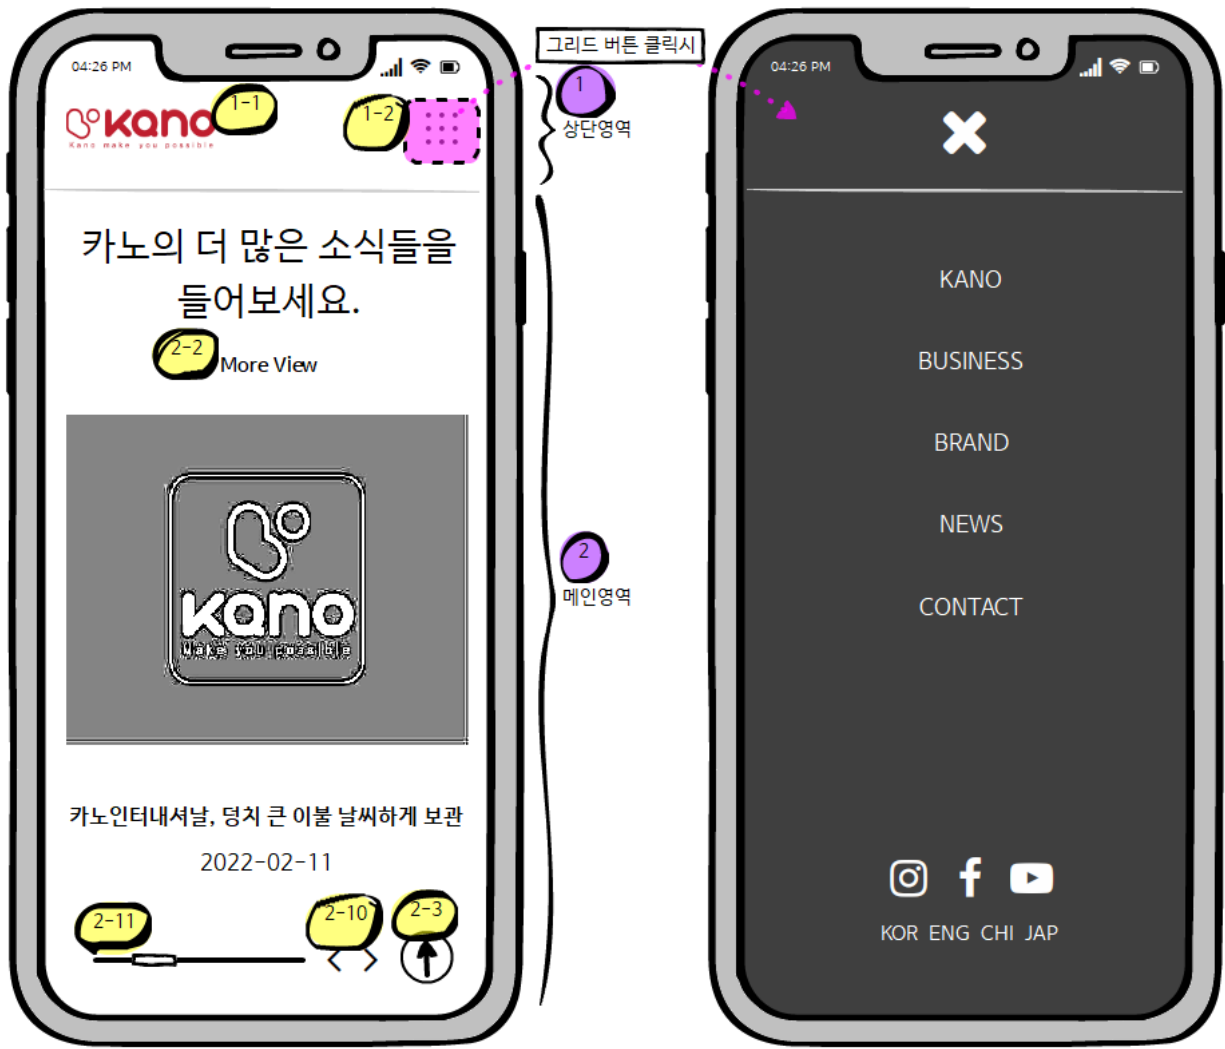 04:26 PM
kano
Kano make you possible
1-1
1-2
카노의 더 많은 소식들을
들어보세요.
2-2
More View
kano
Make you possible
카노인터내셔날, 덩치 큰 이불 날씨하게 보관
2022-02-11
2-11
2-10
2-3
그리드 버튼 클릭시
1
상단영역
2
메인영역
04:26 PM
KANO
BUSINESS
BRAND
NEWS
CONTACT
KOR ENG CHI JAP